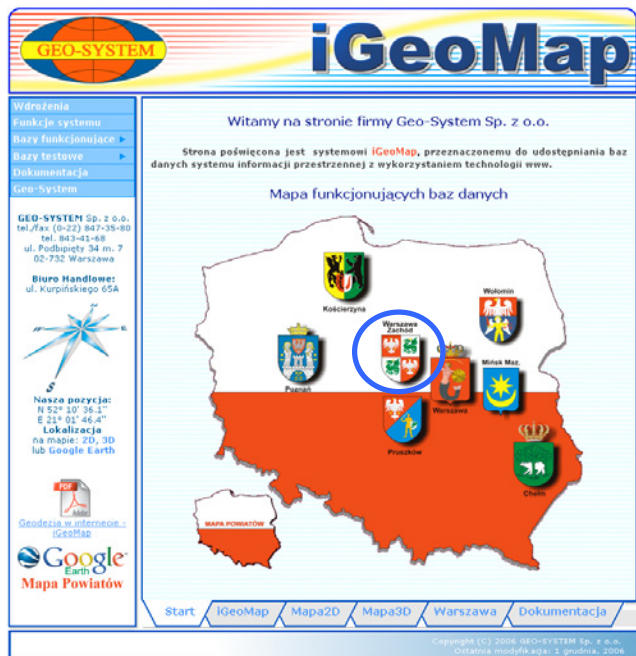 GEO-SYSTEM
iGeoMap
Wdrożenia
Funkcje systemu
Bazy funkcjonujące
Bazy testowe
Dokumentacja
Geo-System
GEO-SYSTEM Sp. z o.o.
tel./fax (0-22) 847-35-80
tel. 843-41-68
ul. Podbipięty 34 m. 7
02-732 Warszawa
Biuro Handlowe:
ul. Kurpińskiego 65A
Nasza pozycja:
N 52° 10' 36.1"
E 21° 01' 46.4"
Lokalizacja
na mapie: 2D, 3D
lub Google Earth
PDF
Adobe
Geodezja w internecie -
iGeoMap
Google
Earth
Mapa Powiatów
Witamy na stronie firmy Geo-System Sp. z o.o.
Strona poświęcona jest systemowi iGeoMap, przeznaczonemu do udostępniania baz
danych systemu informacji przestrzennej z wykorzystaniem technologii www.
Mapa funkcjonujących baz danych
Kościerzyna
Wołomin
Warszawa
Zachód
Poznań
Mińsk Maz.
Warszawa
Pruszków
Chełm
MAPA POWIATÓW
Start
iGeoMap
Mapa2D
Mapa3D
Warszawa
Dokumentacja
Copyright (C) 2006 GEO-SYSTEM Sp. z o.o.
Ostatnia modyfikacja: 1 grudnia, 2006